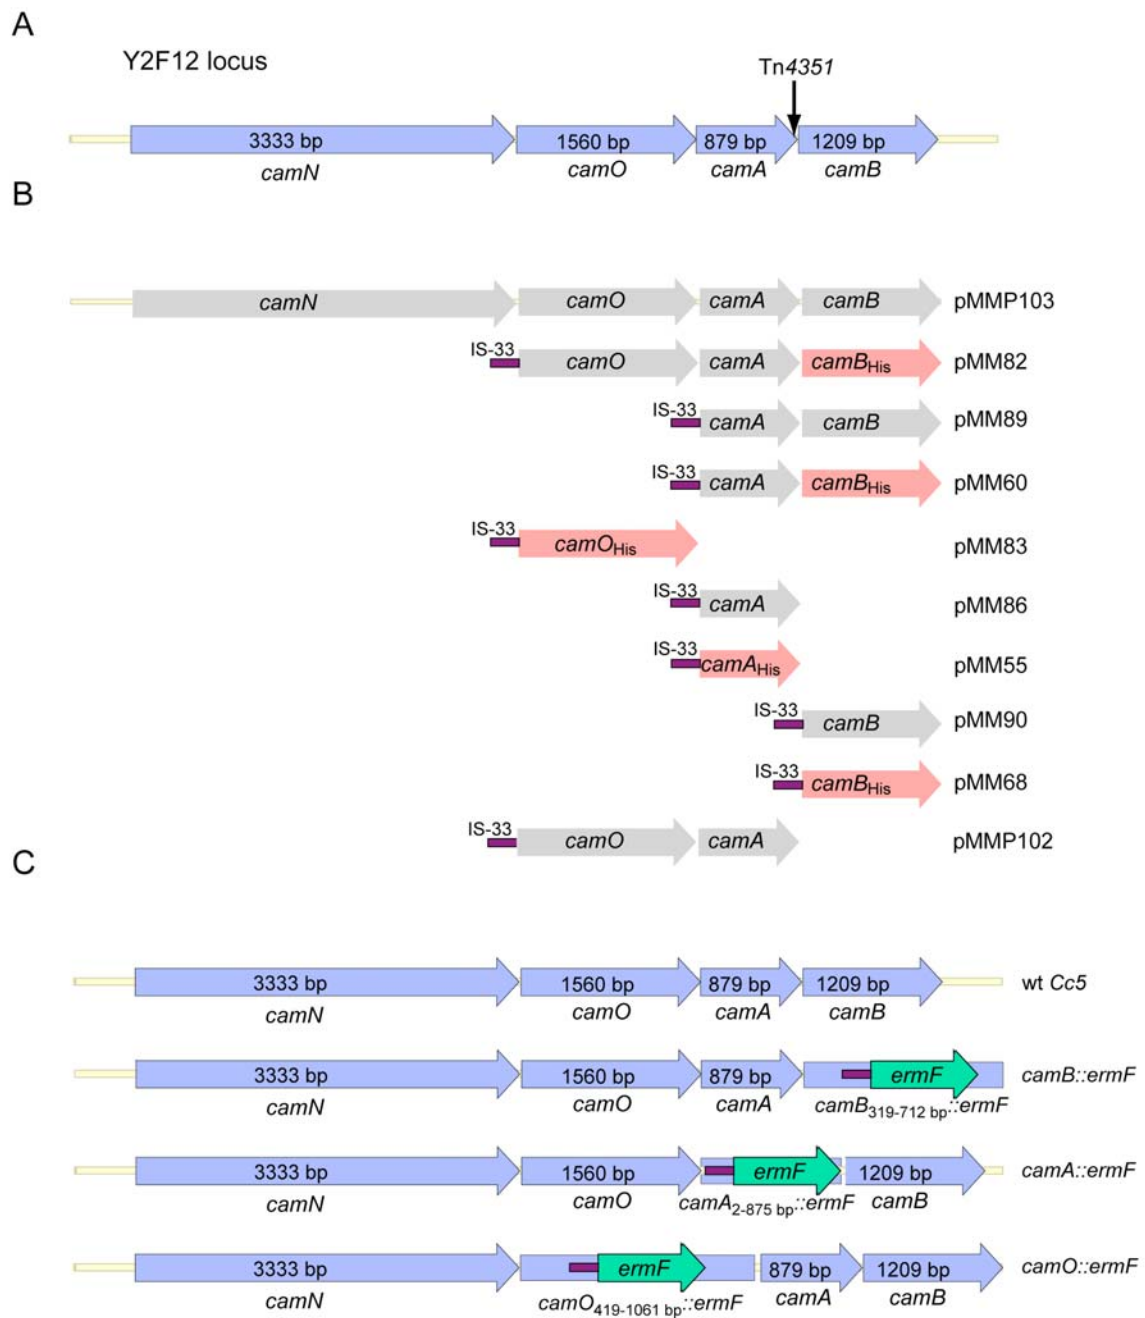 A
Y2F12 locus
Tn4351
3333 bp 1560 bp 879 bp 1209 bp
camN camO camA camB
B
camN camO camA camB pMMP103
IS-33
camO camA camBHis pMM82
IS-33
camA camB pMM89
IS-33
camA camBHis pMM60
IS-33
camOHis pMM83
IS-33
camA pMM86
IS-33
camAHis pMM55
IS-33
camB pMM90
IS-33
camBHis pMM68
IS-33
camO camA pMMP102
C
3333 bp 1560 bp 879 bp 1209 bp wt Cc5
camN camO camA camB
3333 bp 1560 bp 879 bp ermF camB::ermF
camN camO camA camB319-712 bp::ermF
3333 bp 1560 bp ermF 1209 bp camA::ermF
camN camO camA2-875 bp::ermF camB
3333 bp ermF 879 bp 1209 bp camO::ermF
camN camO419-1061 bp::ermF camA camB